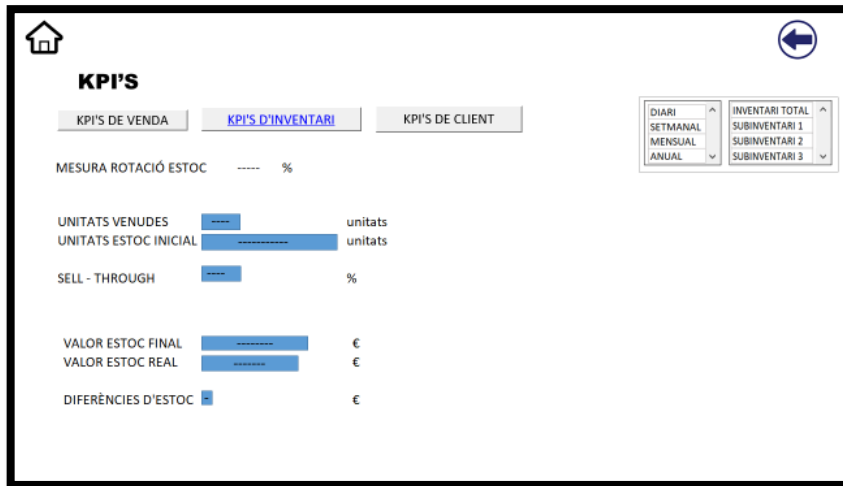 KPI'S
KPI'S DE VENDA
KPI'S D'INVENTARI
KPI'S DE CLIENT
DIARI
SETMANAL
MENSUAL
ANUAL
INVENTARI TOTAL
SUBINVENTARI 1
SUBINVENTARI 2
SUBINVENTARI 3
MESURA ROTACIÓ ESTOC ----- %
UNITATS VENUDES ---- unitats
UNITATS ESTOC INICIAL ----------- unitats
SELL - THROUGH ---- %
VALOR ESTOC FINAL -------- €
VALOR ESTOC REAL ------- €
DIFERÈNCIES D'ESTOC - €